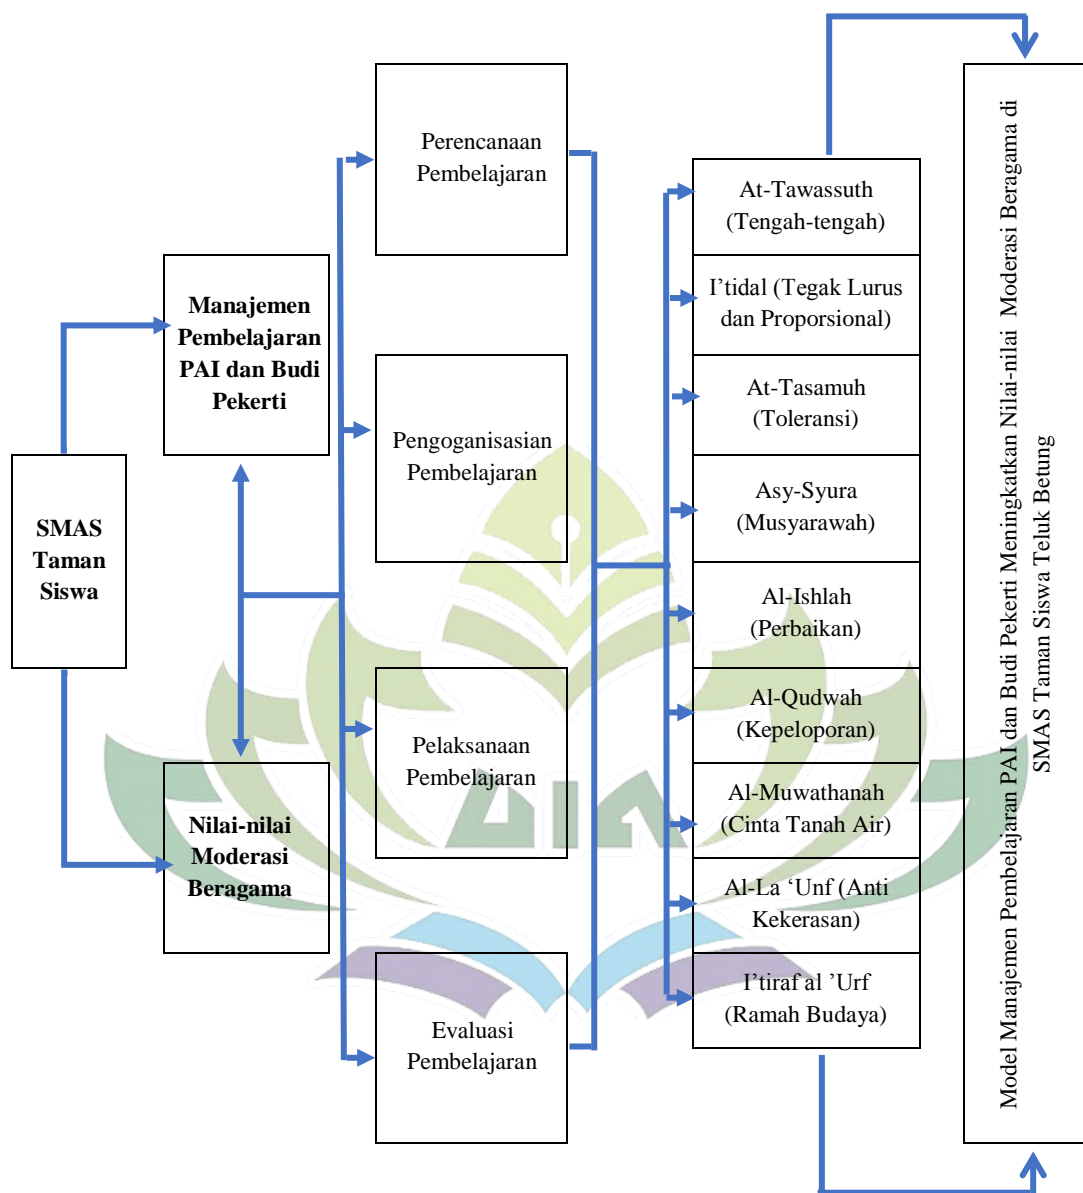 SMAS
Taman
Siswa
Manajemen
Pembelajaran
PAI dan Budi
Pekerti
Nilai-nilai
Moderasi
Beragama
Perencanaan
Pembelajaran
Pengoganisasian
Pembelajaran
Pelaksanaan
Pembelajaran
Evaluasi
Pembelajaran
At-Tawassuth
(Tengah-tengah)
I’tidal (Tegak Lurus
dan Proporsional)
At-Tasamuh
(Toleransi)
Asy-Syura
(Musyarawah)
Al-Ishlah
(Perbaikan)
Al-Qudwah
(Kepeloporan)
Al-Muwathanah
(Cinta Tanah Air)
Al-La ‘Unf (Anti
Kekerasan)
I’tiraf al ’Urf
(Ramah Budaya)
Model Manajemen Pembelajaran PAI dan Budi Pekerti Meningkatkan Nilai-nilai Moderasi Beragama di
SMAS Taman Siswa Teluk Betung